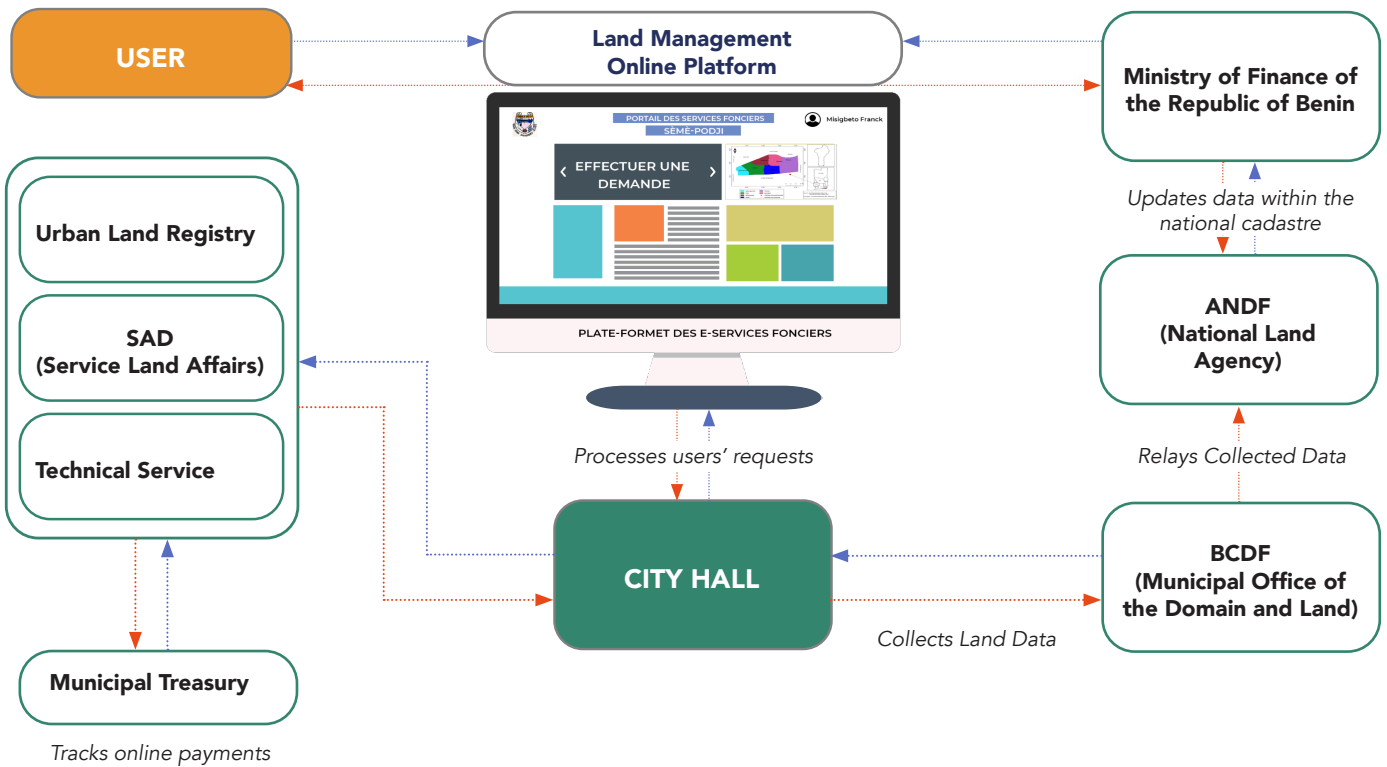 USER
Land Management
Online Platform
Ministry of Finance of
the Republic of Benin
PORTAIL DES SERVICES FONCIERS
SÈMÈ-PODJI
Misigbeto Franck
EFFECTUER UNE
DEMANDE
PLATE-FORMET DES E-SERVICES FONCIERS
Updates data within the
national cadastre
Urban Land Registry
SAD
(Service Land Affairs)
Technical Service
ANDF
(National Land
Agency)
Processes users' requests
Relays Collected Data
CITY HALL
BCDF
(Municipal Office of
the Domain and Land)
Collects Land Data
Municipal Treasury
Tracks online payments